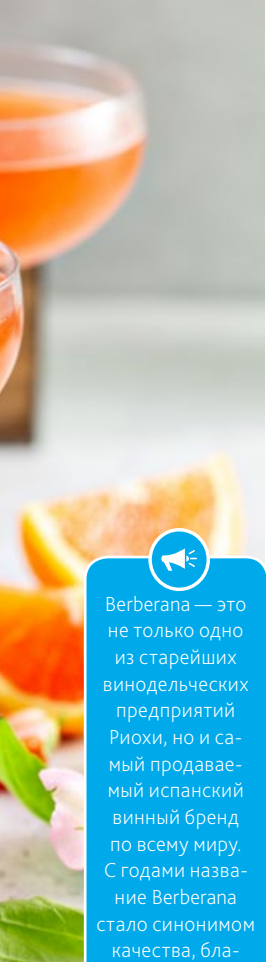 Berberana — это
не только одно
из старейших
винодельческих
предприятий
Риохи, но и са-
мый продавае-
мый испанский
винный бренд
по всему миру.
С годами назва-
ние Berberana
стало синонимом
качества, бла-